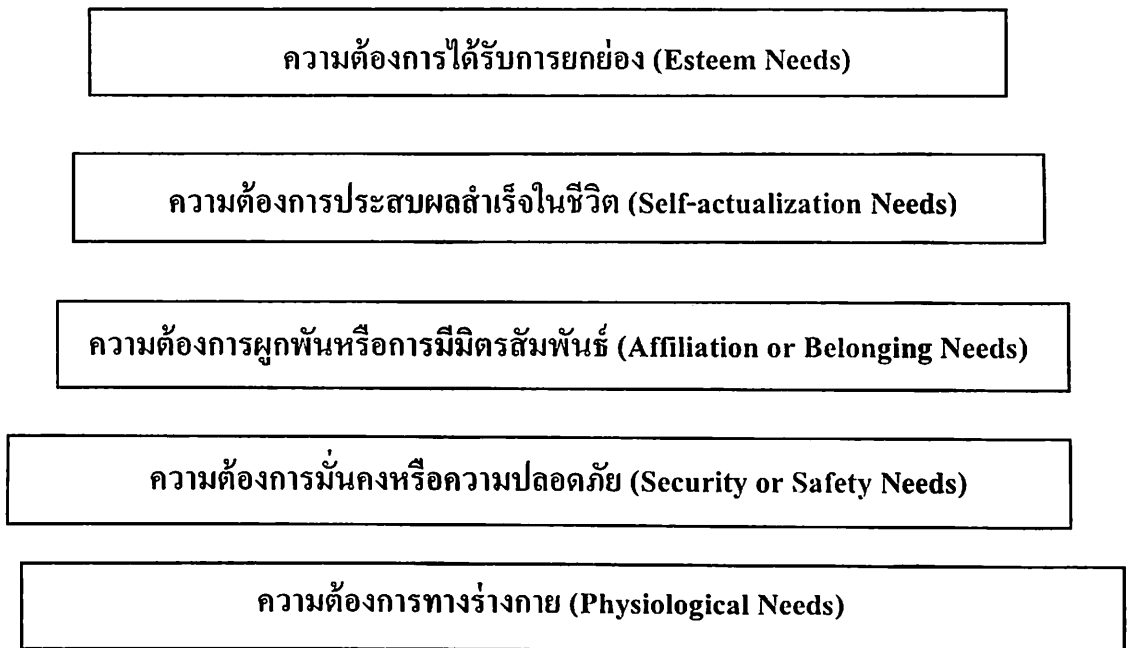 ความต้องการได้รับการยกย่อง (Esteem Needs)
ความต้องการประสบผลสำเร็จในชีวิต (Self-actualization Needs)
ความต้องการผูกพันหรือการมีมิตรสัมพันธ์ (Affiliation or Belonging Needs)
ความต้องการมั่นคงหรือความปลอดภัย (Security or Safety Needs)
ความต้องการทางร่างกาย (Physiological Needs)